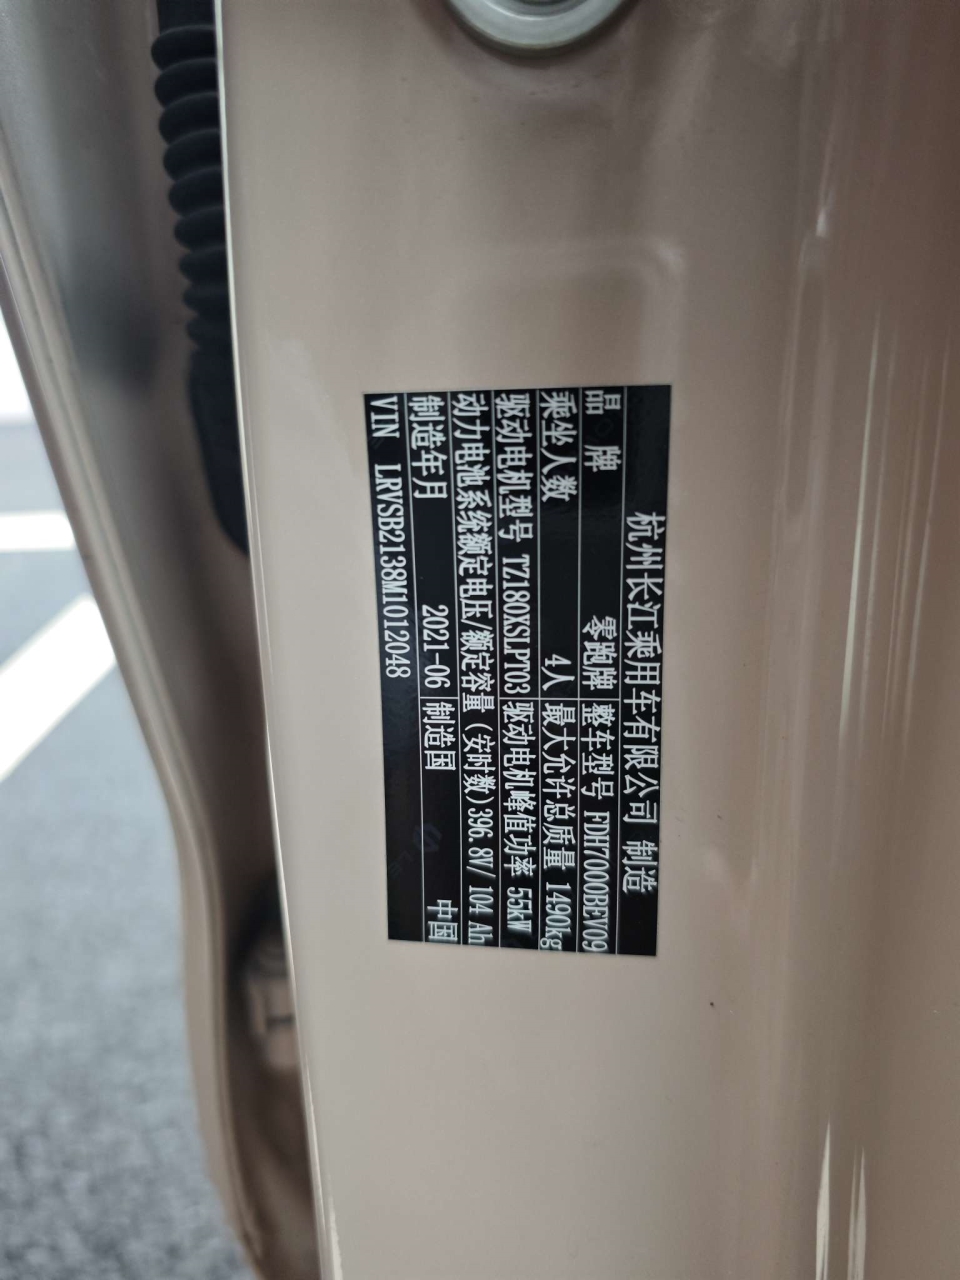 杭州长江乘用车有限公司 制造
品 牌 零跑牌 整车型号 FDH7000BEV09
乘坐人数 4人 最大允许总质量 1490kg
驱动电机型号 TZ180XSLPT03 驱动电机峰值功率 55kW
动力电池系统额定电压/额定容量(安时数)396.8V/ 104 Ah
制造年月 2021-06 制造国 中国
VIN LRVSB2138M1012048